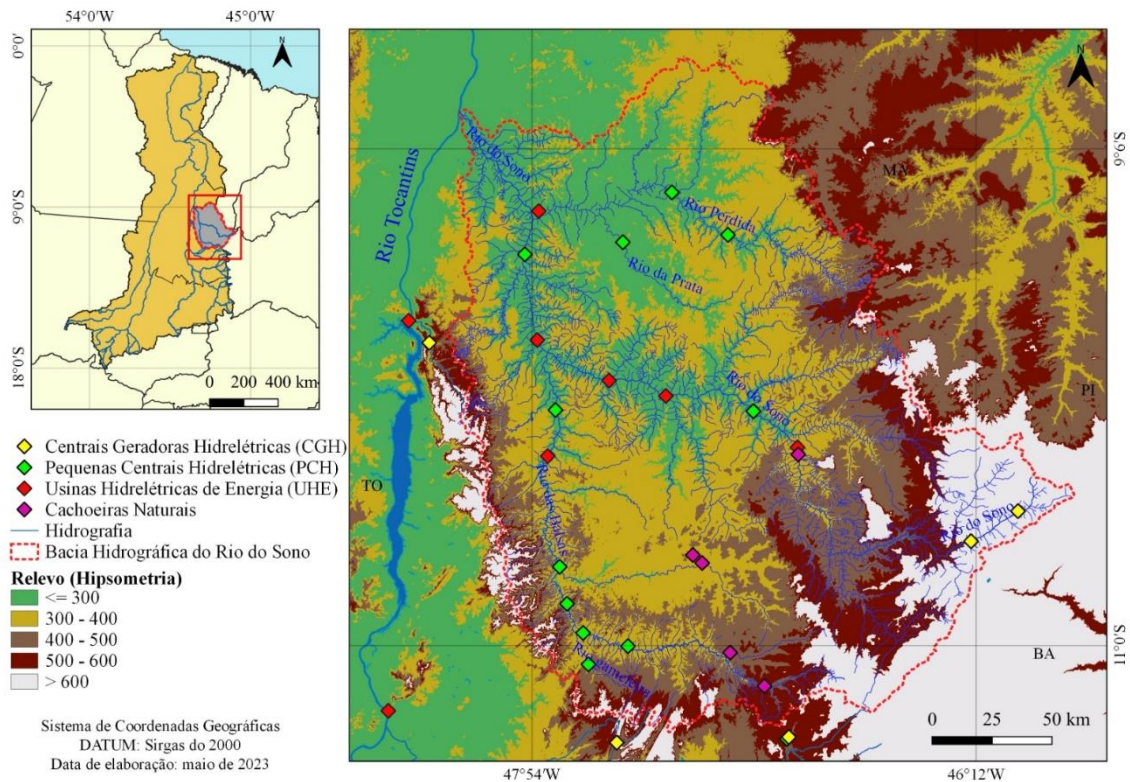 54°0'W
45°0'W
0°
N
9°0'S
18°0'S
0 200 400 km
Centrais Geradoras Hidrelétricas (CGH)
Pequenas Centrais Hidrelétricas (PCH)
Usinas Hidrelétricas de Energia (UHE)
Cachoeiras Naturais
Hidrografia
Bacia Hidrográfica do Rio do Sono
Relevo (Hipsometria)
<= 300
300 - 400
400 - 500
500 - 600
> 600
Sistema de Coordenadas Geográficas
DATUM: Sirgas do 2000
Data de elaboração: maio de 2023
N
9°6'S
MA
Rio do Sono
Rio Tocantins
Rio Perdida
Rio da Prata
Rio do Sono
PI
TO
Rio das Balsas
Rio do Sono
11°0'S
BA
0 25 50 km
47°54'W
46°12'W